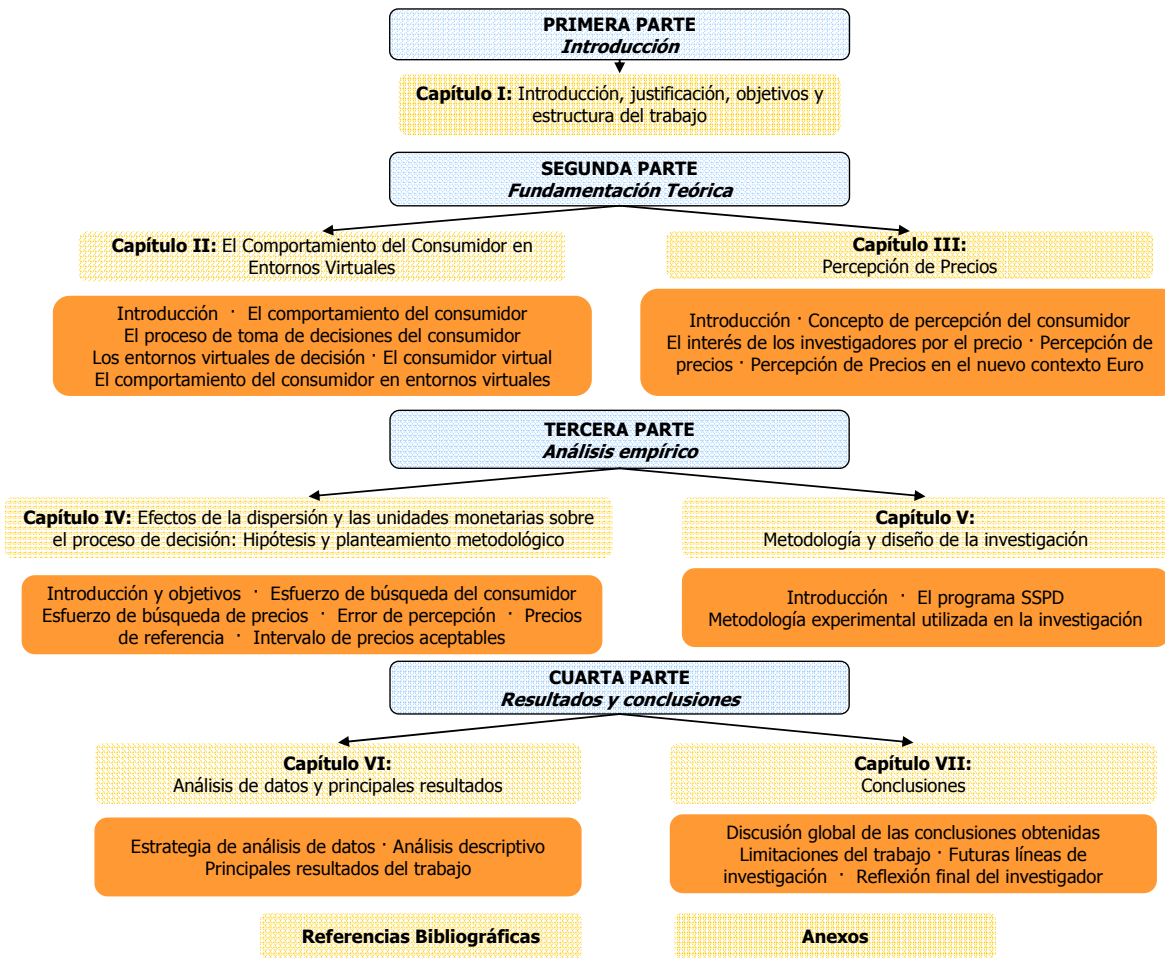 PRIMERA PARTE
Introducción
Capítulo I: Introducción, justificación, objetivos y
estructura del trabajo
SEGUNDA PARTE
Fundamentación Teórica
Capítulo II: El Comportamiento del Consumidor en
Entornos Virtuales
Introducción · El comportamiento del consumidor
El proceso de toma de decisiones del consumidor
Los entornos virtuales de decisión · El consumidor virtual
El comportamiento del consumidor en entornos virtuales
Capítulo III:
Percepción de Precios
Introducción · Concepto de percepción del consumidor
El interés de los investigadores por el precio · Percepción de
precios · Percepción de Precios en el nuevo contexto Euro
TERCERA PARTE
Análisis empírico
Capítulo IV: Efectos de la dispersión y las unidades monetarias sobre
el proceso de decisión: Hipótesis y planteamiento metodológico
Introducción y objetivos · Esfuerzo de búsqueda del consumidor
Esfuerzo de búsqueda de precios · Error de percepción · Precios
de referencia · Intervalo de precios aceptables
Capítulo V:
Metodología y diseño de la investigación
Introducción · El programa SSPD
Metodología experimental utilizada en la investigación
CUARTA PARTE
Resultados y conclusiones
Capítulo VI:
Análisis de datos y principales resultados
Estrategia de análisis de datos · Análisis descriptivo
Principales resultados del trabajo
Capítulo VII:
Conclusiones
Discusión global de las conclusiones obtenidas
Limitaciones del trabajo · Futuras líneas de
investigación · Reflexión final del investigador
Referencias Bibliográficas
Anexos